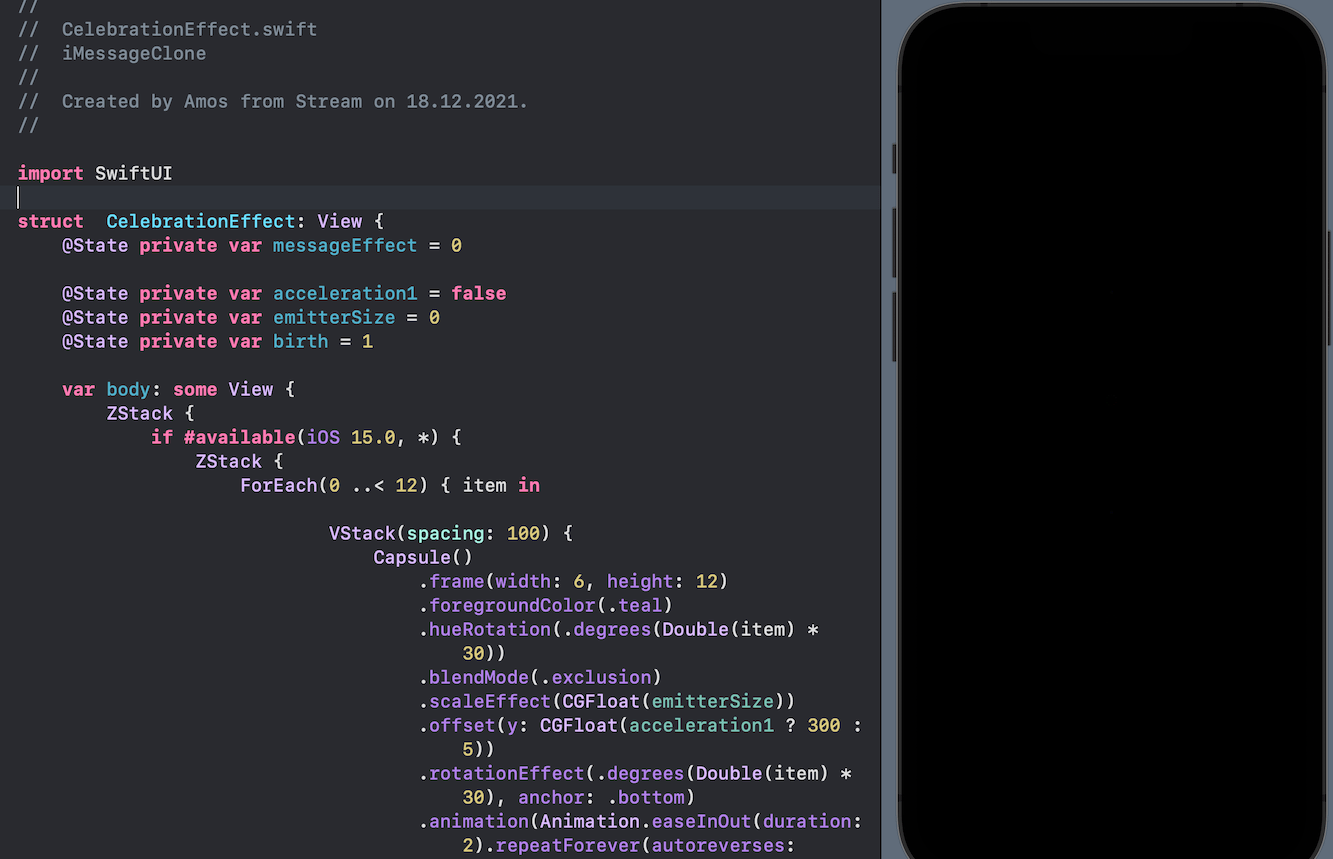 //
//  CelebrationEffect.swift
//  iMessageClone
//
//  Created by Amos from Stream on 18.12.2021.
//

import SwiftUI

struct  CelebrationEffect: View {
    @State private var messageEffect = 0

    @State private var acceleration1 = false
    @State private var emitterSize = 0
    @State private var birth = 1

    var body: some View {
        ZStack {
            if #available(iOS 15.0, *) {
                ZStack {
                    ForEach(0 ..< 12) { item in

                            VStack(spacing: 100) {
                                Capsule()
                                    .frame(width: 6, height: 12)
                                    .foregroundColor(.teal)
                                    .hueRotation(.degrees(Double(item) *
                                        30))
                                    .blendMode(.exclusion)
                                    .scaleEffect(CGFloat(emitterSize))
                                    .offset(y: CGFloat(acceleration1 ? 300 :
                                        5))
                                    .rotationEffect(.degrees(Double(item) *
                                        30), anchor: .bottom)
                                    .animation(Animation.easeInOut(duration:
                                        2).repeatForever(autoreverses: